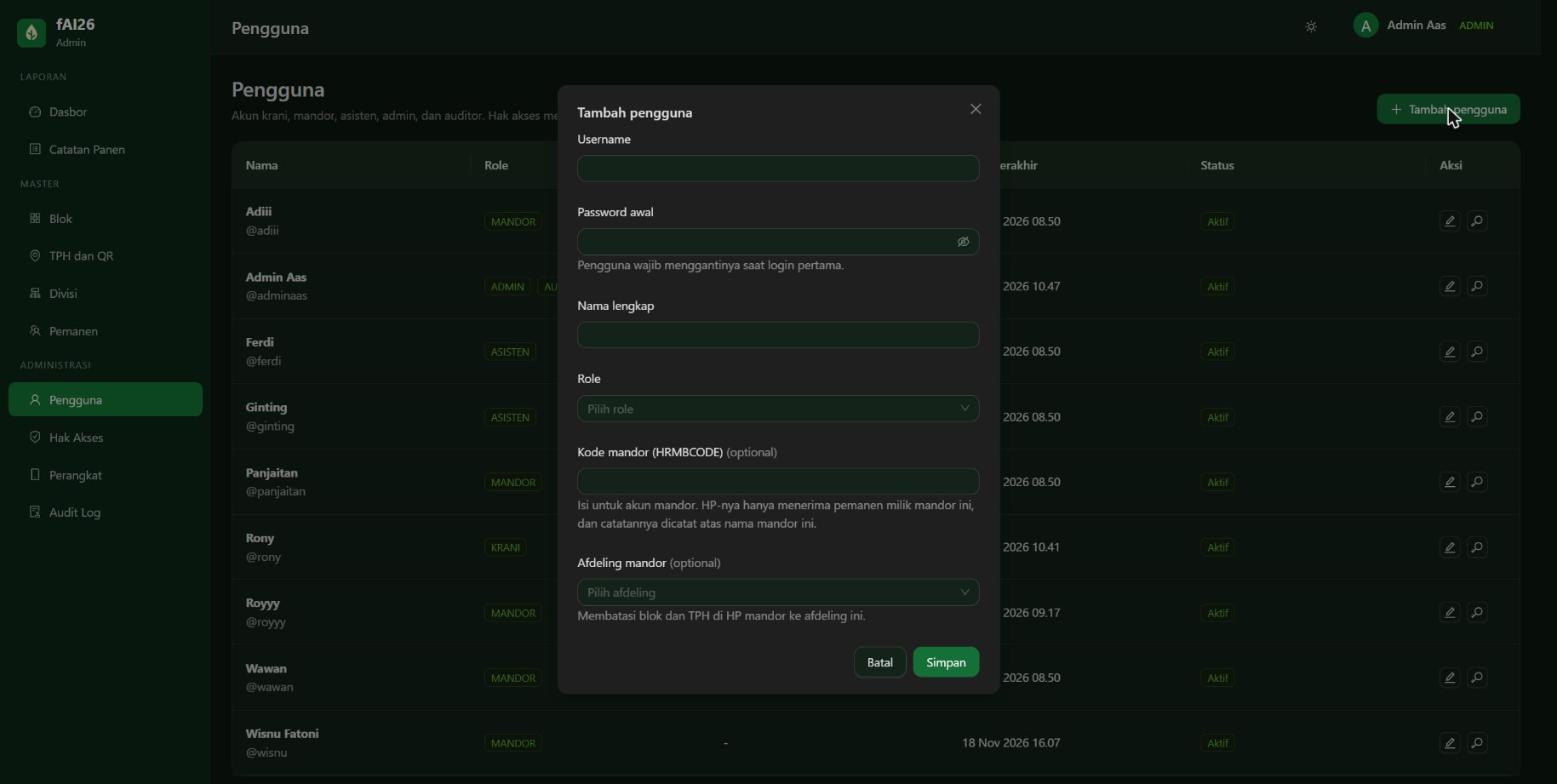 fAI26
Admin
LAPORAN
Dasbor
Catatan Panen
MASTER
Blok
TPH dan QR
Divisi
Pemanen
ADMINISTRASI
Pengguna
Hak Akses
Perangkat
Audit Log
Pengguna
A Admin Aas ADMIN
Pengguna
Akun krani, mandor, asisten, admin, dan auditor. Hak akses
+ Tambah pengguna
Nama Role Status Aksi
Adiii
@adiii
MANDOR 2026 08.50 Aktif
Admin Aas
@adminaas
ADMIN 2026 10.47 Aktif
Ferdi
@ferdi
ASISTEN 2026 08.50 Aktif
Ginting
@ginting
ASISTEN 2026 08.50 Aktif
Panjaitan
@panjaitan
MANDOR 2026 08.50 Aktif
Rony
@rony
KRANI 2026 10.41 Aktif
Royyy
@royyy
MANDOR 2026 09.17 Aktif
Wawan
@wawan
MANDOR 2026 08.50 Aktif
Wisnu Fatoni
@wisnu
MANDOR - 18 Nov 2026 16.07 Aktif
Tambah pengguna
Username
Password awal
Pengguna wajib menggantinya saat login pertama.
Nama lengkap
Role
Pilih role
Kode mandor (HRMBCODE) (optional)
Isi untuk akun mandor. HP-nya hanya menerima pemanen milik mandor ini,
dan catatannya dicatat atas nama mandor ini.
Afdeling mandor (optional)
Pilih afdeling
Membatasi blok dan TPH di HP mandor ke afdeling ini.
Batal Simpan